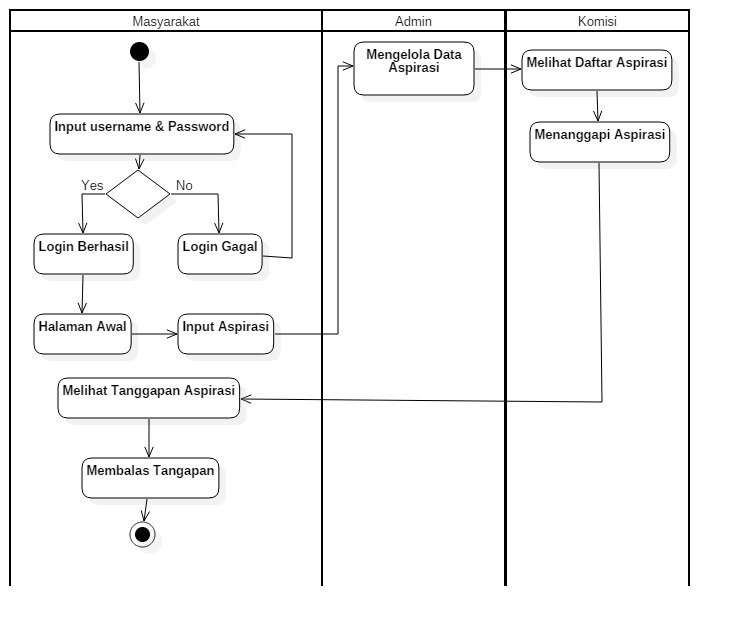 Masyarakat
Admin
Komisi
Mengelola Data
Aspirasi
Melihat Daftar Aspirasi
Input username & Password
Menanggapi Aspirasi
Yes
No
Login Berhasil
Login Gagal
Halaman Awal
Input Aspirasi
Melihat Tanggapan Aspirasi
Membalas Tangapan